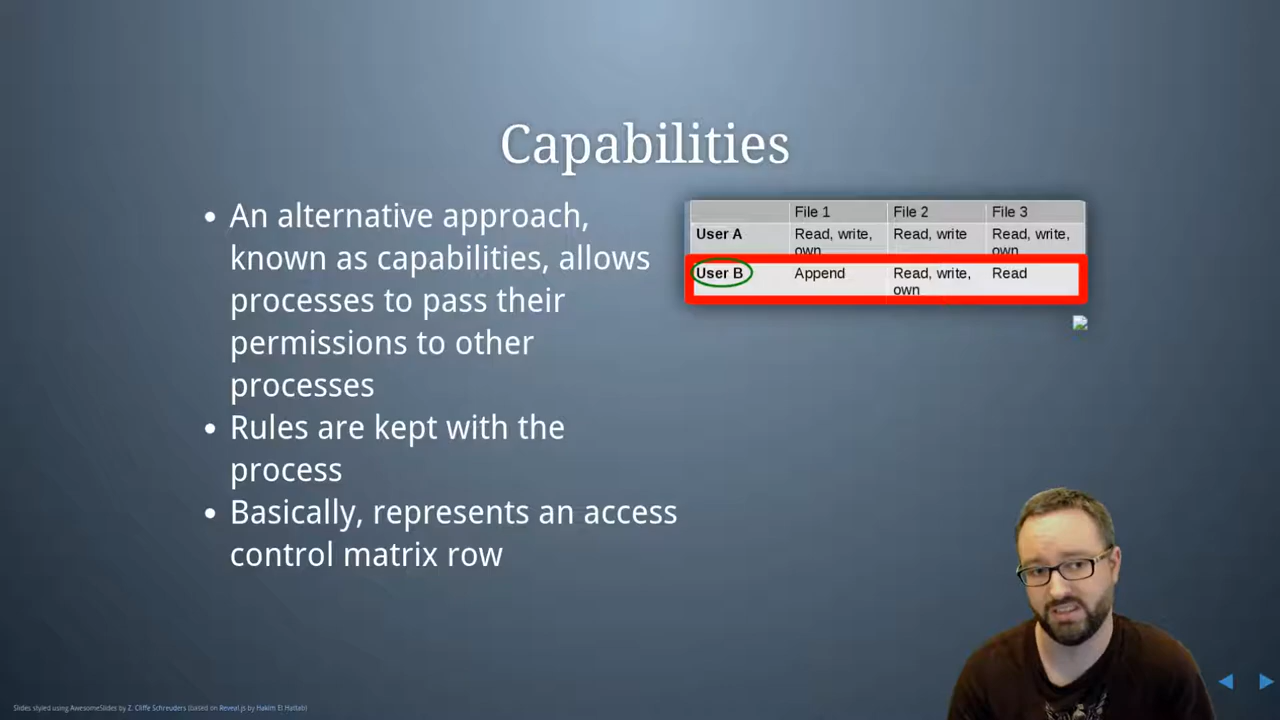 Capabilities
• An alternative approach,
known as capabilities, allows
processes to pass their
permissions to other
processes
• Rules are kept with the
process
• Basically, represents an access
control matrix row
File 1 File 2 File 3
User A Read, write, own Read, write Read, write, own
User B Append Read, write, own Read
Slides styled using AwesomeSlides by Z. Cliffe Schreuders (based on Reveal.js by Hakim El Hattab)